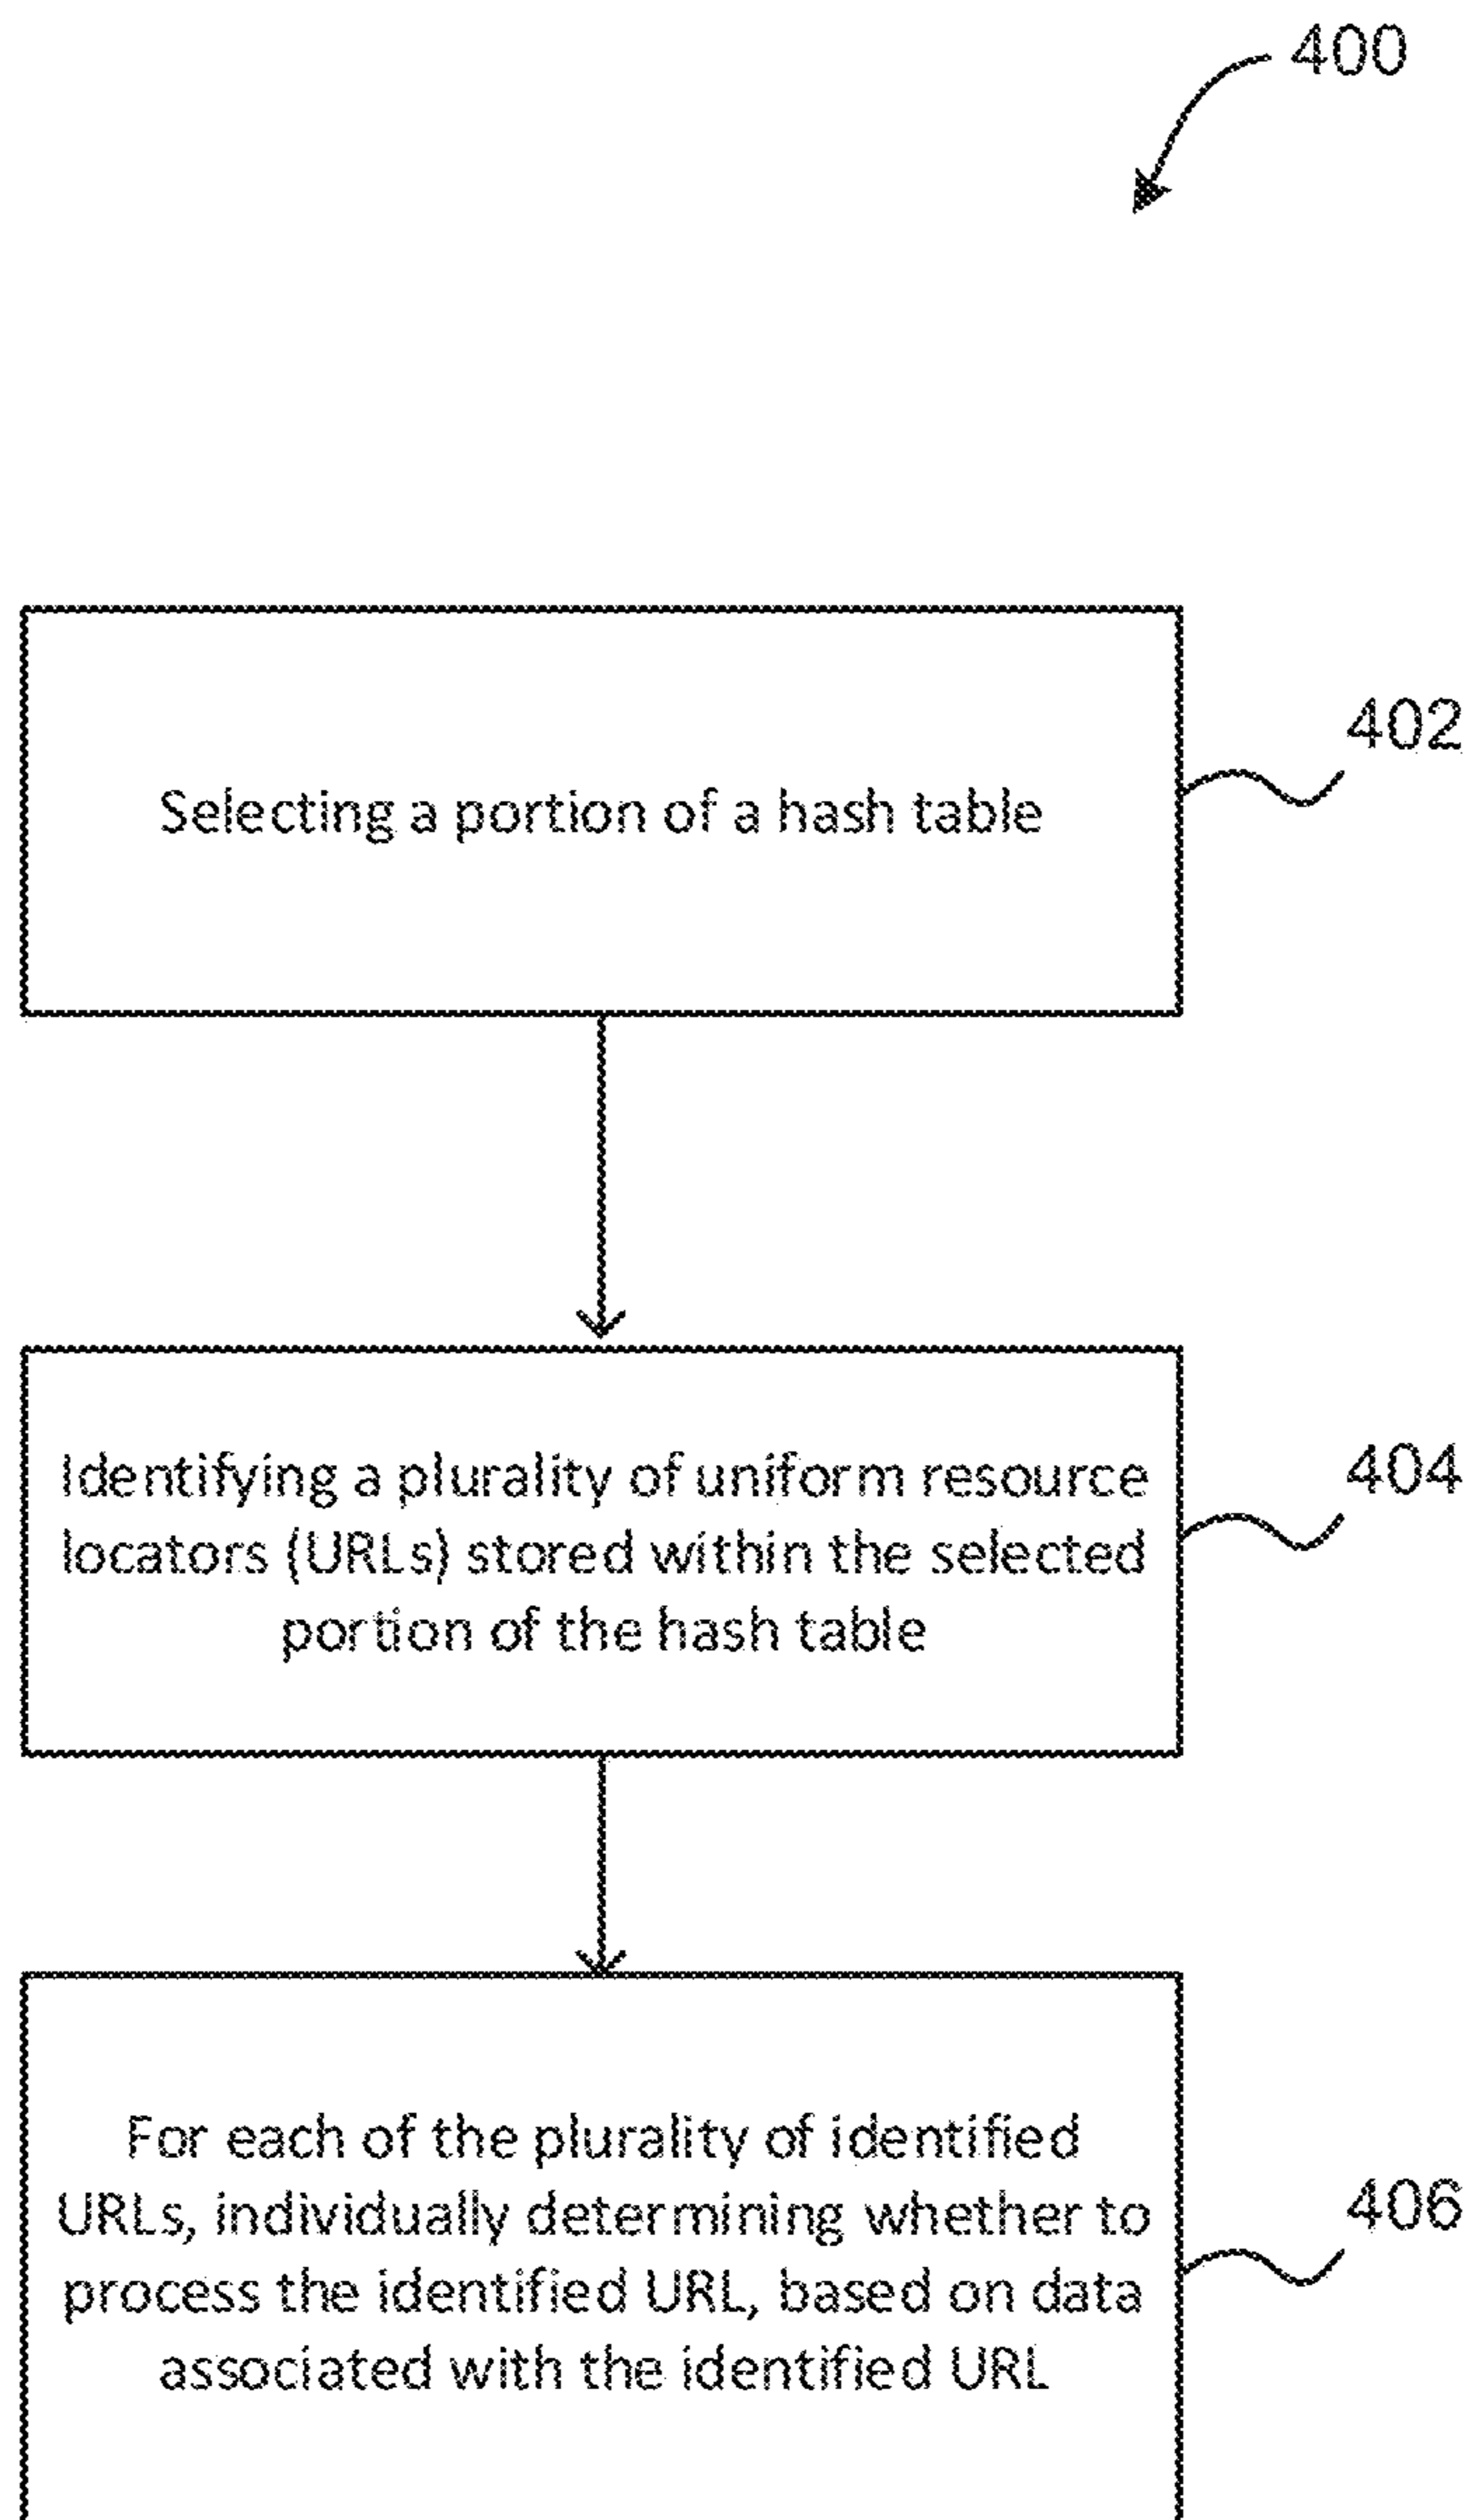 400
402
Selecting a portion of a hash table
404
Identifying a plurality of uniform resource
locators (URLs) stored within the selected
portion of the hash table
For each of the plurality of identified
406
URLs, individually determining whether to
process the identified URL, based on data
associated with the identified URL